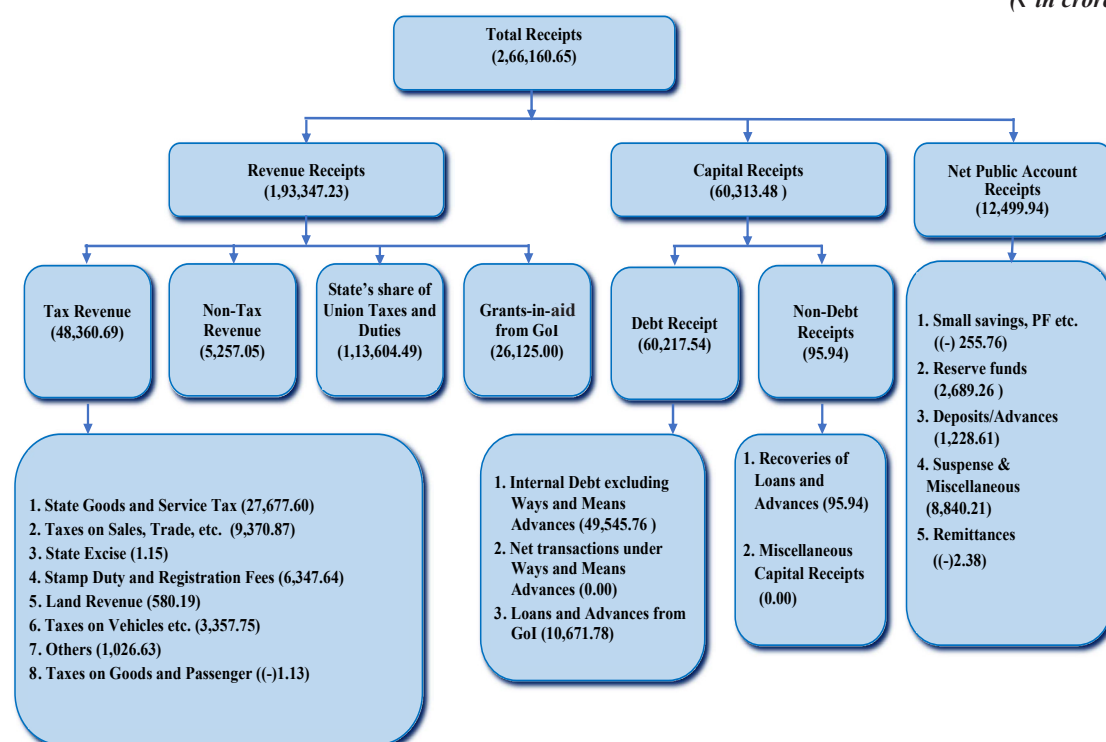 (₹ in crore
Total Receipts
(2,66,160.65)
Revenue Receipts
(1,93,347.23)
Capital Receipts
(60,313.48 )
Net Public Account
Receipts
(12,499.94)
Tax Revenue
(48,360.69)
Non-Tax
Revenue
(5,257.05)
State's share of
Union Taxes and
Duties
(1,13,604.49)
Grants-in-aid
from GoI
(26,125.00)
Debt Receipt
(60,217.54)
Non-Debt
Receipts
(95.94)
1. Small savings, PF etc.
((-) 255.76)
2. Reserve funds
(2,689.26 )
3. Deposits/Advances
(1,228.61)
4. Suspense &
Miscellaneous
(8,840.21)
5. Remittances
((-)2.38)
1. State Goods and Service Tax (27,677.60)
2. Taxes on Sales, Trade, etc. (9,370.87)
3. State Excise (1.15)
4. Stamp Duty and Registration Fees (6,347.64)
5. Land Revenue (580.19)
6. Taxes on Vehicles etc. (3,357.75)
7. Others (1,026.63)
8. Taxes on Goods and Passenger ((-)1.13)
1. Internal Debt excluding
Ways and Means
Advances (49,545.76 )
2. Net transactions under
Ways and Means
Advances (0.00)
3. Loans and Advances from
GoI (10,671.78)
1. Recoveries of
Loans and
Advances (95.94)
2. Miscellaneous
Capital Receipts
(0.00)